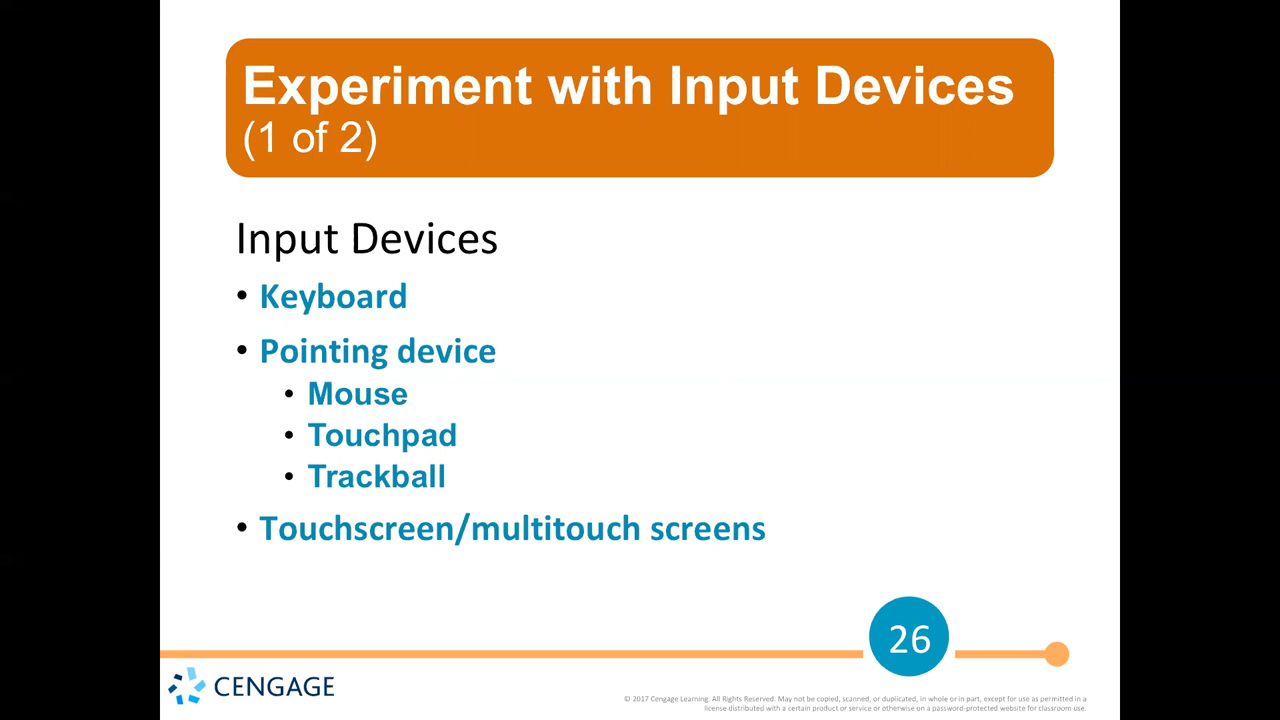 Experiment with Input Devices
(1 of 2)
Input Devices
• Keyboard
• Pointing device
• Mouse
• Touchpad
• Trackball
• Touchscreen/multitouch screens
26
CENGAGE
© 2017 Cengage Learning. All Rights Reserved. May not be copied, scanned, or duplicated, in whole or in part, except for use as permitted in a
license distributed with a certain product or service or otherwise on a password-protected website for classroom use.